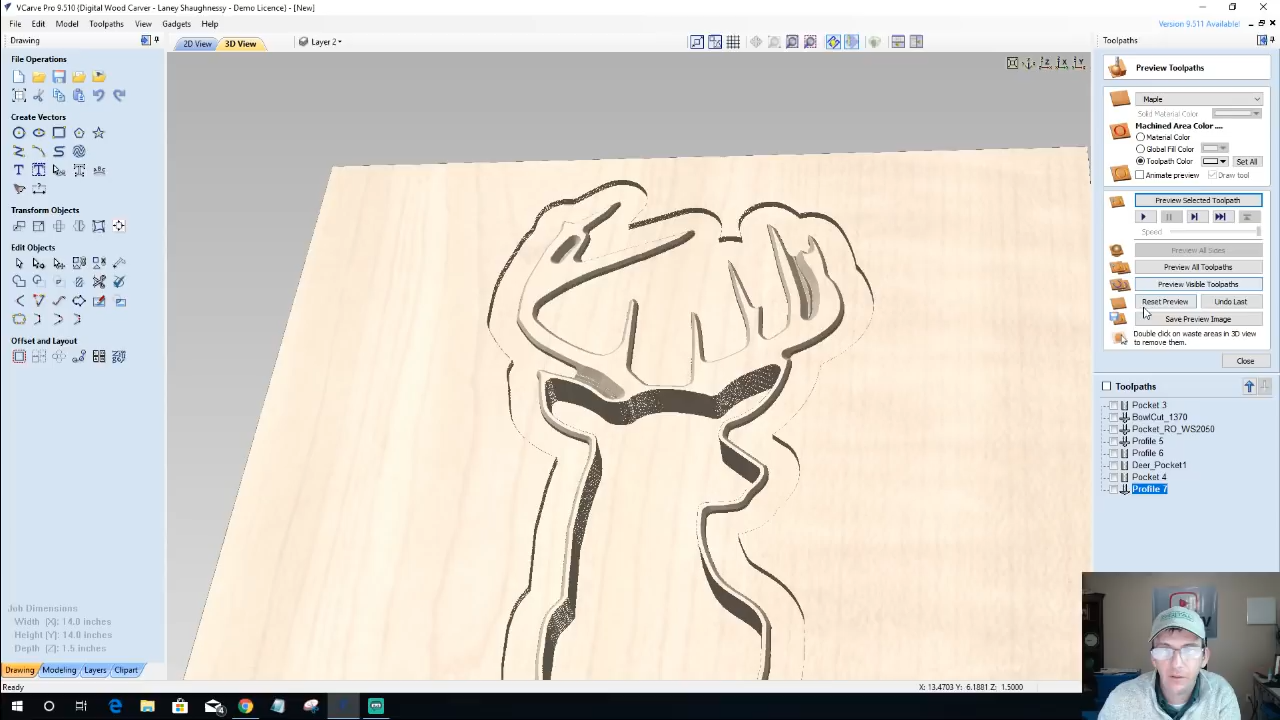 VCarve Pro 9.510 {Digital Wood Carver - Laney Shaughnessy - Demo Licence} - [New]
File Edit Model Toolpaths View Gadgets Help
Version 9.511 Available!
Drawing
2D View
3D View
Layer 2
Toolpaths
File Operations
Create Vectors
Transform Objects
Edit Objects
Offset and Layout
Job Dimensions
Width (X): 14.0 inches
Height (Y): 14.0 inches
Depth (Z): 1.5 inches
Drawing
Modeling
Layers
Clipart
Ready
X: 13.4703 Y: 6.1881 Z: 1.5000
Preview Toolpaths
Maple
Solid Material Color
Machined Area Color ....
Material Color
Global Fill Color
Toolpath Color
Set All
Animate preview
Draw tool
Preview Selected Toolpath
Speed
Preview All Sides
Preview All Toolpaths
Preview Visible Toolpaths
Reset Preview
Undo Last
Save Preview Image
Double click on waste areas in 3D view
to remove them.
Close
Toolpaths
Pocket 3
BowlCut_1370
Pocket_RO_WS2050
Profile 5
Profile 6
Deer_Pocket1
Pocket 4
Profile 7